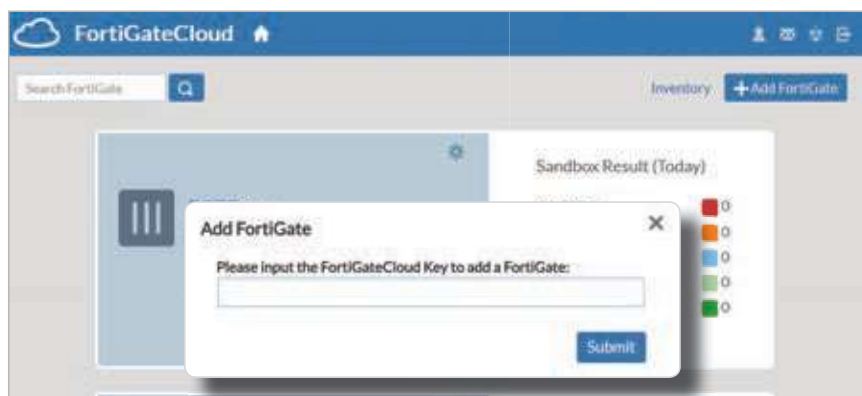 FortiGateCloud
Search FortiGate
Inventory
+Add FortiGate
Sandbox Result (Today)
0
0
0
0
0
Add FortiGate
×
Please input the FortiGateCloud Key to add a FortiGate:
Submit